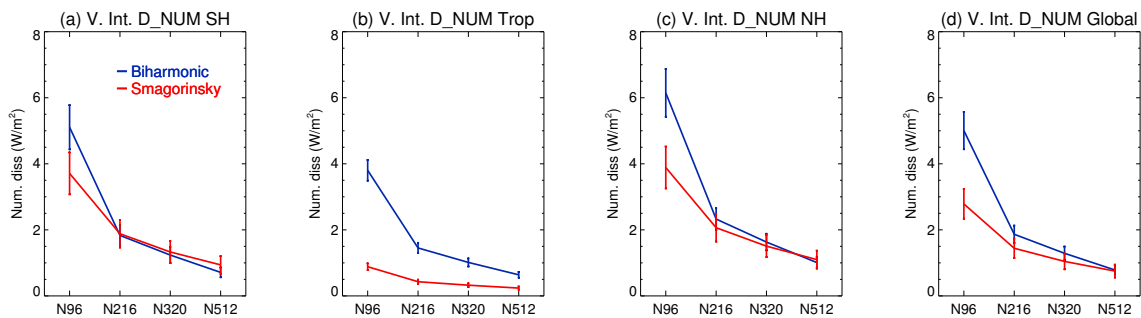 (a) V. Int. D_NUM SH
8
6
4
2
0
Num. diss (W/m²)
Biharmonic
Smagorinsky
N96 N216 N320 N512
(b) V. Int. D_NUM Trop
8
6
4
2
0
Num. diss (W/m²)
N96 N216 N320 N512
(c) V. Int. D_NUM NH
8
6
4
2
0
Num. diss (W/m²)
N96 N216 N320 N512
(d) V. Int. D_NUM Global
8
6
4
2
0
Num. diss (W/m²)
N96 N216 N320 N512